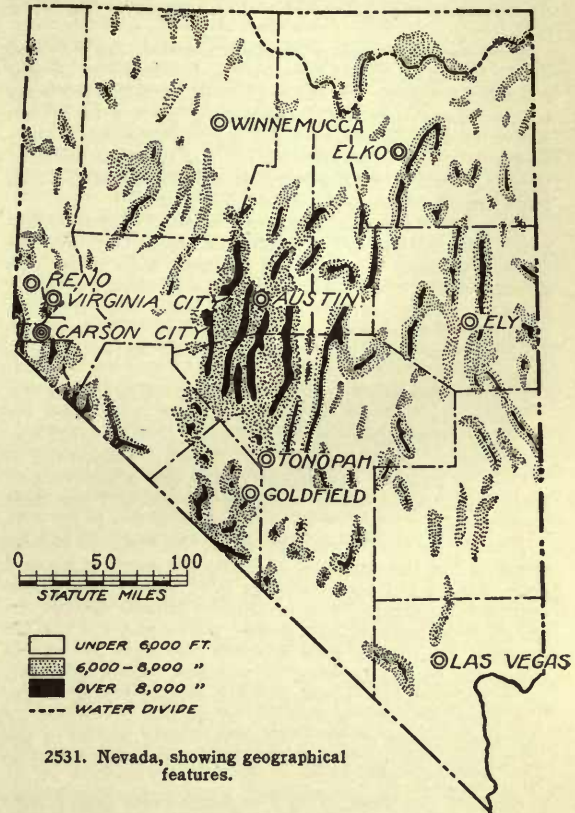 WINNEMUCCA
ELKO
RENO
VIRGINIA CITY
AUSTIN
CARSON CITY
ELY
TONOPAH
GOLDFIELD
0 50 100
STATUTE MILES
UNDER 6,000 FT.
6,000-8,000 "
OVER 8,000 "
WATER DIVIDE
LAS VEGAS
2531. Nevada, showing geographical
features.